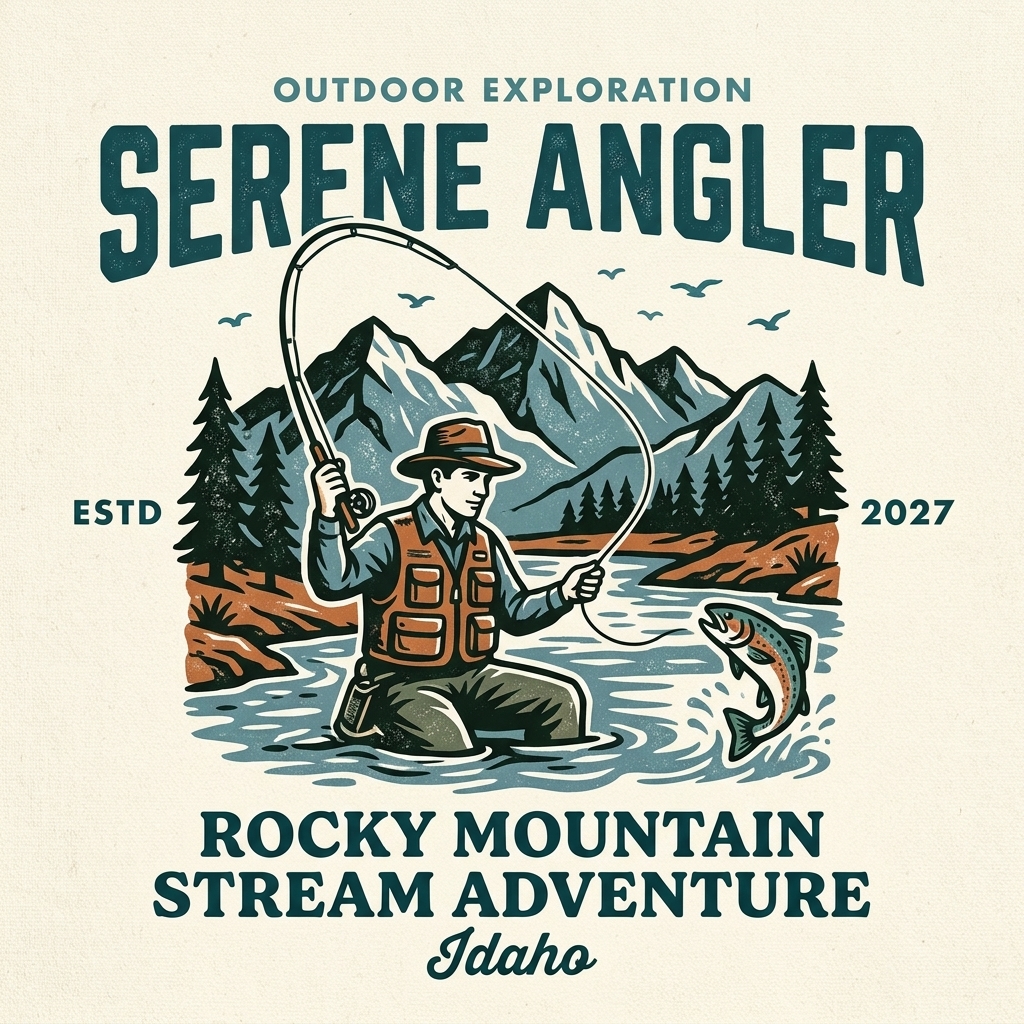 OUTDOOR EXPLORATION
SERENE ANGLER
ESTD 2027
ROCKY MOUNTAIN
STREAM ADVENTURE
Idaho